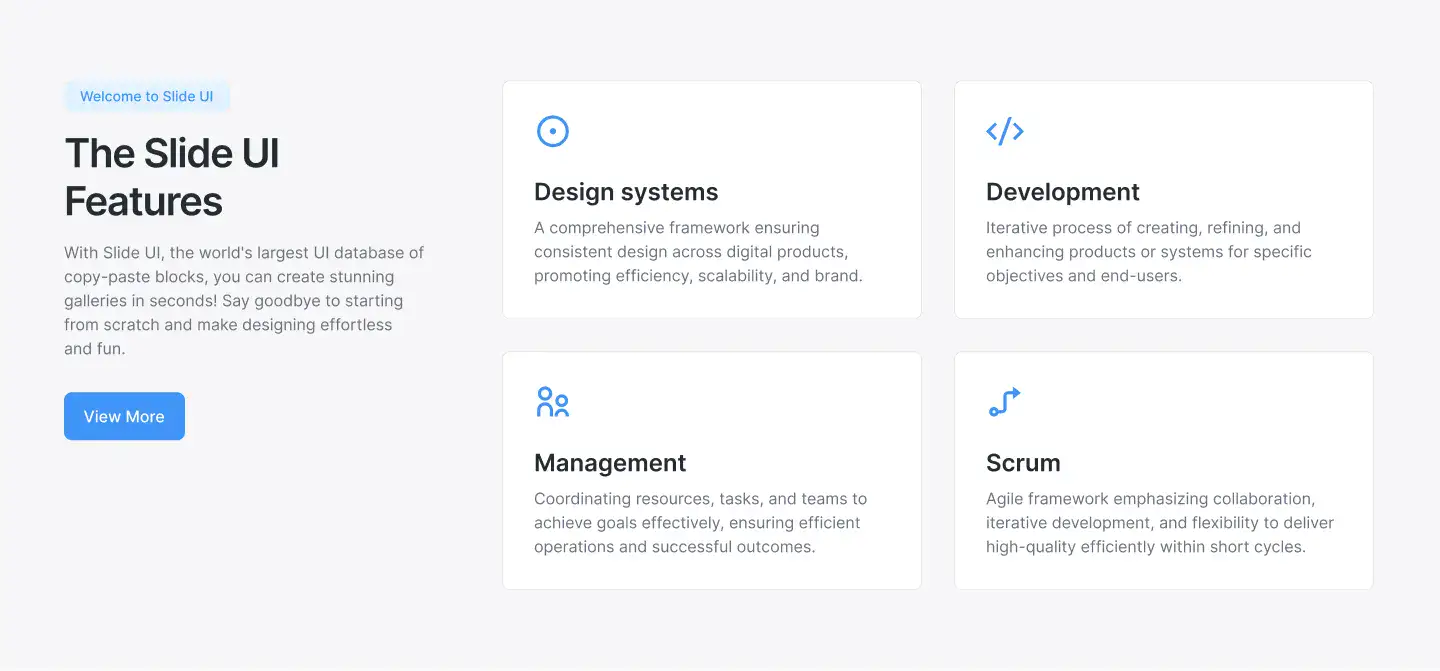 Welcome to Slide UI
The Slide UI
Features
With Slide UI, the world's largest UI database of
copy-paste blocks, you can create stunning
galleries in seconds! Say goodbye to starting
from scratch and make designing effortless
and fun.
View More
Design systems
A comprehensive framework ensuring
consistent design across digital products,
promoting efficiency, scalability, and brand.
Development
Iterative process of creating, refining, and
enhancing products or systems for specific
objectives and end-users.
Management
Coordinating resources, tasks, and teams to
achieve goals effectively, ensuring efficient
operations and successful outcomes.
Scrum
Agile framework emphasizing collaboration,
iterative development, and flexibility to deliver
high-quality efficiently within short cycles.